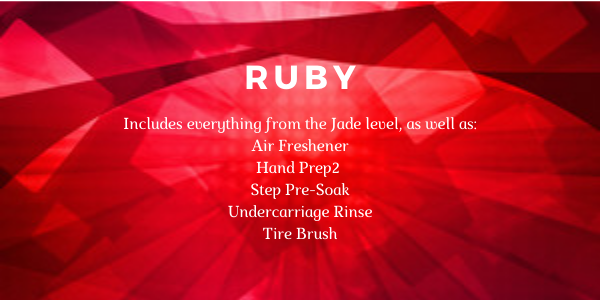 RUBY
Includes everything from the Jade level, as well as:
Air Freshener
Hand Prep2
Step Pre-Soak
Undercarriage Rinse
Tire Brush